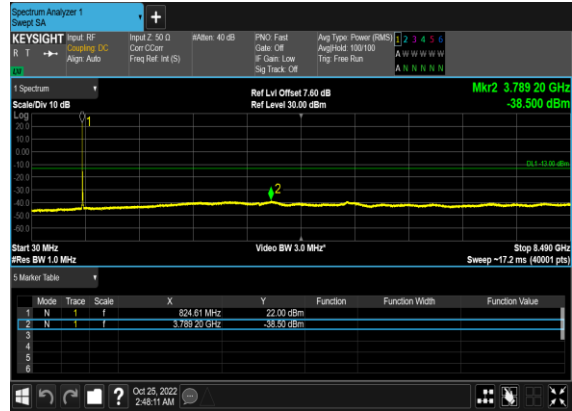 Spectrum Analyzer 1
Swept SA
+
KEYSIGHT Input: RF Input Z: 50 Ω #Atten: 40 dB PNO: Fast Avg Type: Power (RMS) 1 2 3 4 5 6
R T Coupling: DC Corr CCorr Gate: Off Avg|Hold: 100/100 A W W W W W
Align: Auto Freq Ref: Int (S) IF Gain: Low Trig: Free Run
Sig Track: Off A N N N N N
1 Spectrum Ref Lvl Offset 7.60 dB Mkr2 3.789 20 GHz
Scale/Div 10 dB Ref Level 30.00 dBm -38.500 dBm
Log
20.0
10.0
0.00
-10.0
-20.0
-30.0
-40.0
-50.0
-60.0
1
2
DL1 -13.00 dBm
Start 30 MHz Video BW 3.0 MHz* Stop 8.490 GHz
#Res BW 1.0 MHz Sweep ~17.2 ms (40001 pts)
5 Marker Table
Mode Trace Scale X Y Function Function Width Function Value
1 N 1 f 824.61 MHz 22.00 dBm
2 N 1 f 3.789 20 GHz -38.50 dBm
3
4
5
6
? Oct 25, 2022
2:48:11 AM